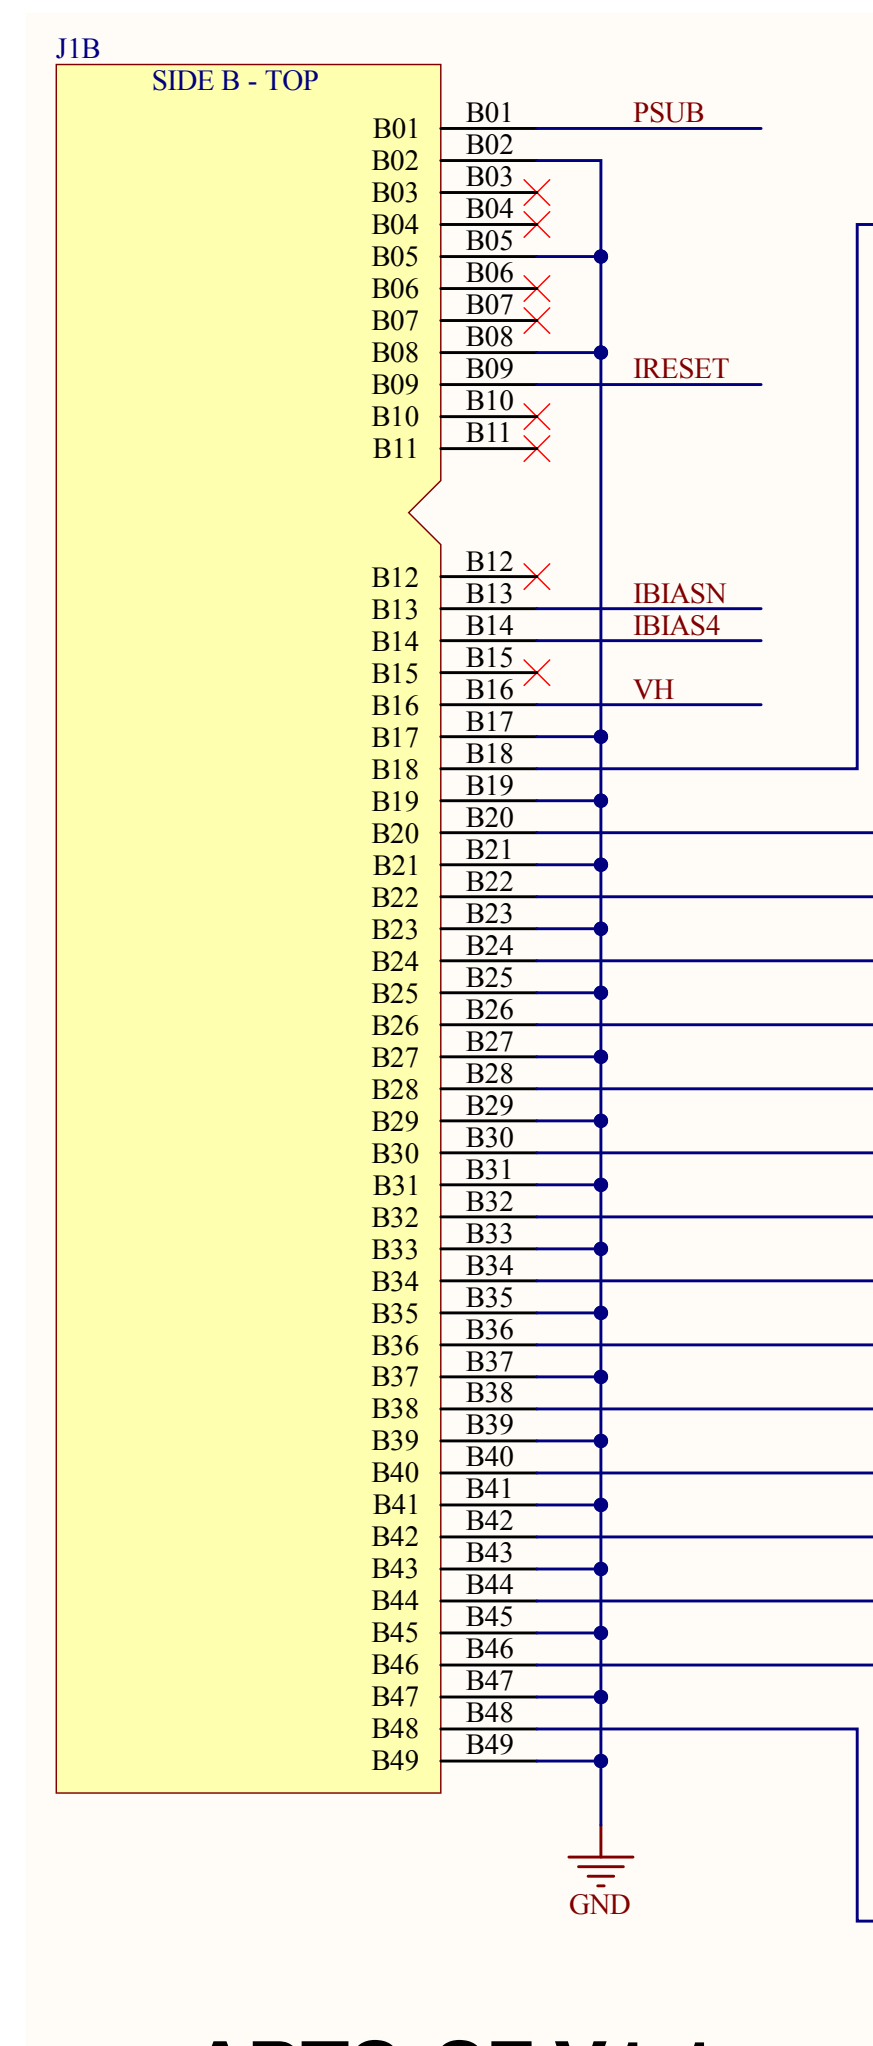 J1B
SIDE B - TOP
B01 B01 PSUB
B02 B02
B03 B03
B04 B04
B05 B05
B06 B06
B07 B07
B08 B08
B09 B09 IRESET
B10 B10
B11 B11
B12 B12
B13 B13 IBIASN
B14 B14 IBIAS4
B15 B15
B16 B16 VH
B17 B17
B18 B18
B19 B19
B20 B20
B21 B21
B22 B22
B23 B23
B24 B24
B25 B25
B26 B26
B27 B27
B28 B28
B29 B29
B30 B30
B31 B31
B32 B32
B33 B33
B34 B34
B35 B35
B36 B36
B37 B37
B38 B38
B39 B39
B40 B40
B41 B41
B42 B42
B43 B43
B44 B44
B45 B45
B46 B46
B47 B47
B48 B48
B49 B49
GND